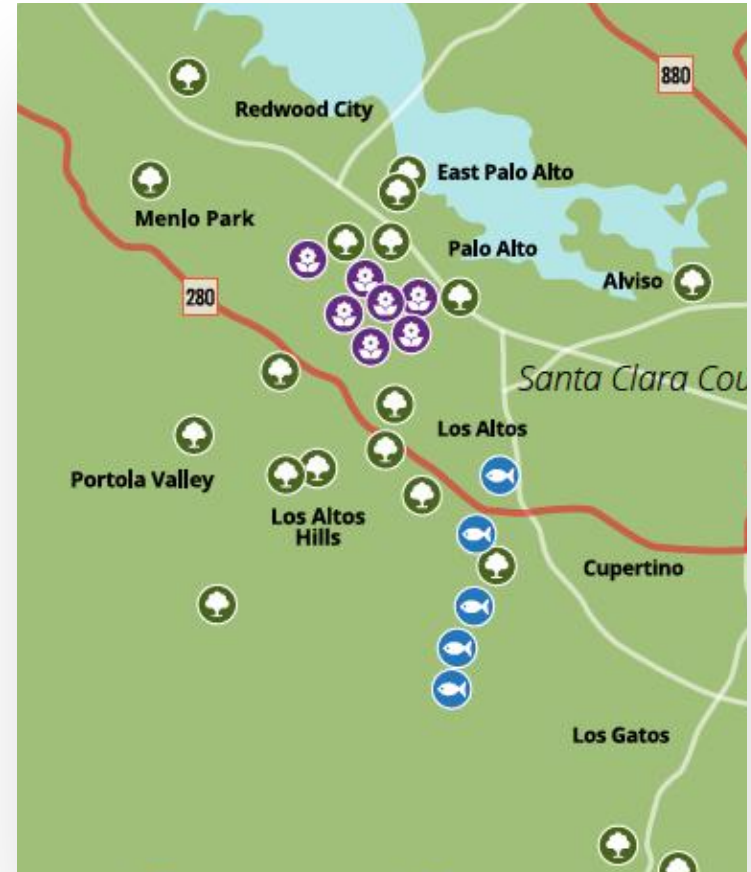 880
Redwood City
East Palo Alto
Menlo Park
Palo Alto
Alviso
280
Santa Clara Cou
Los Altos
Portola Valley
Los Altos
Hills
Cupertino
Los Gatos